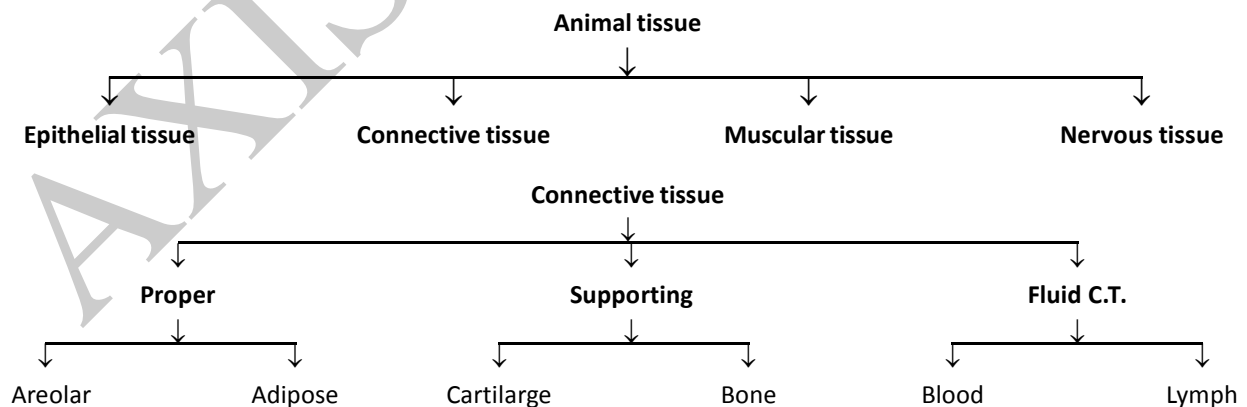 Animal tissue
Epithelial tissue Connective tissue Muscular tissue Nervous tissue
Connective tissue
Proper Supporting Fluid C.T.
Areolar Adipose Cartilarge Bone Blood Lymph